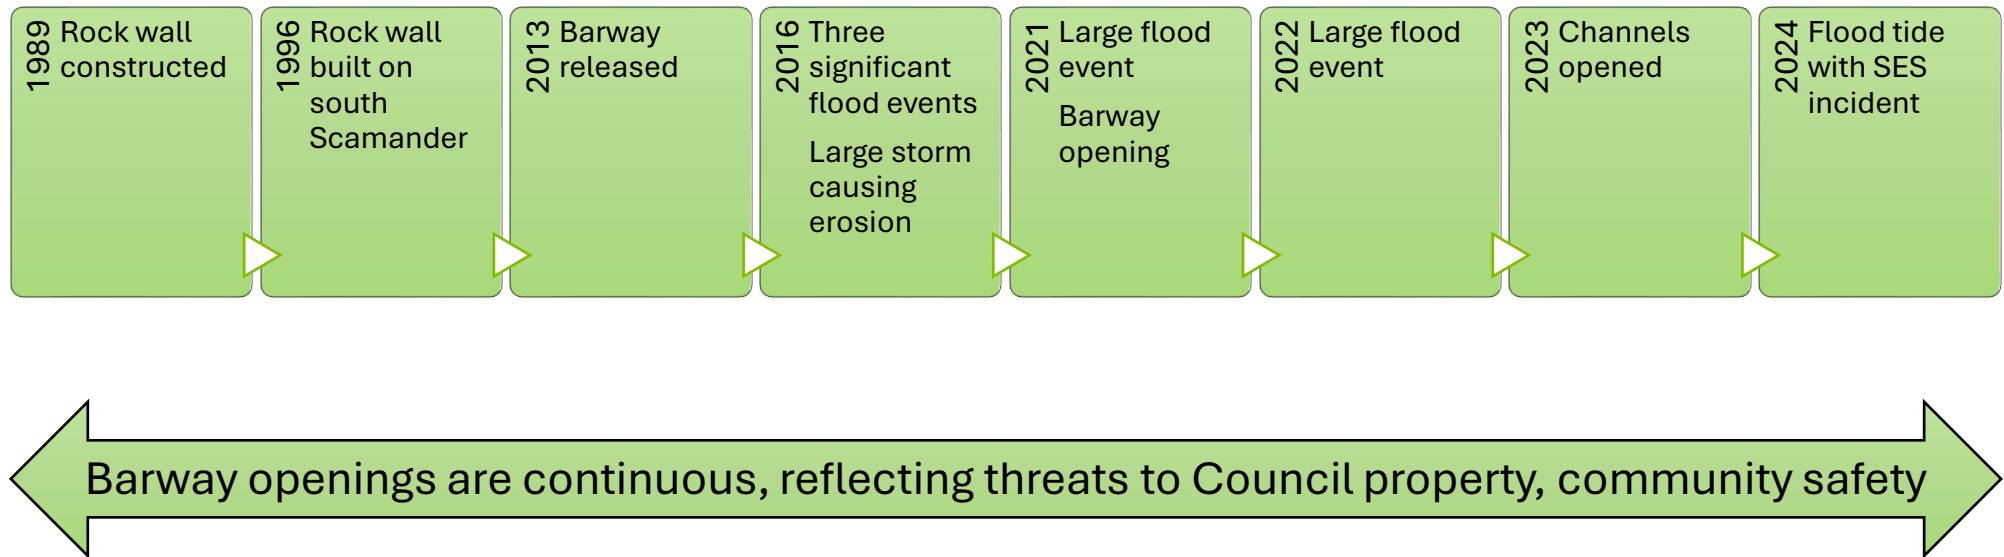 1989
Rock wall
constructed
1996
Rock wall
built on
south
Scamander
2013
Barway
released
2016
Three
significant
flood events
Large storm
causing
erosion
2021
Large flood
event
Barway
opening
2022
Large flood
event
2023
Channels
opened
2024
Flood tide
with SES
incident
Barway openings are continuous, reflecting threats to Council property, community safety